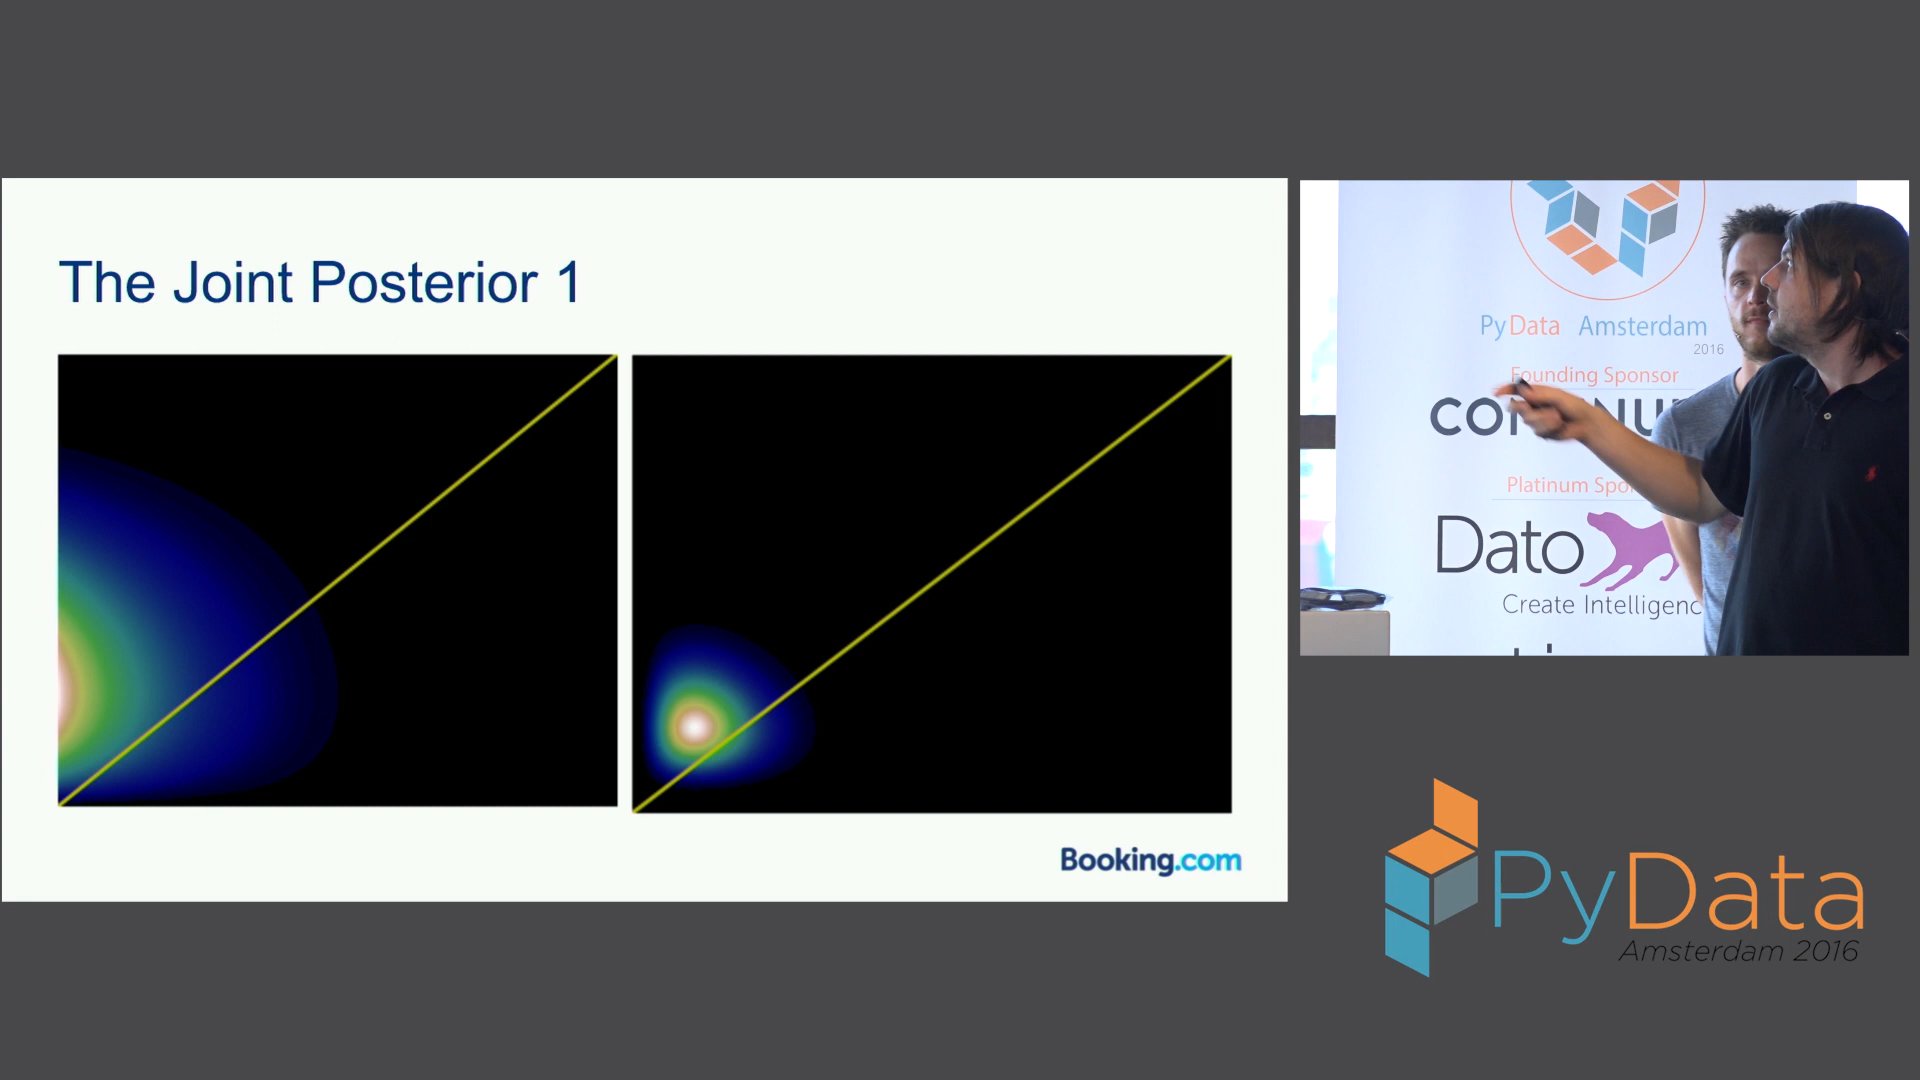 The Joint Posterior 1
Booking.com
PyData Amsterdam
2016
Founding Sponsor
Platinum
Dato
Create
PyData
Amsterdam 2016